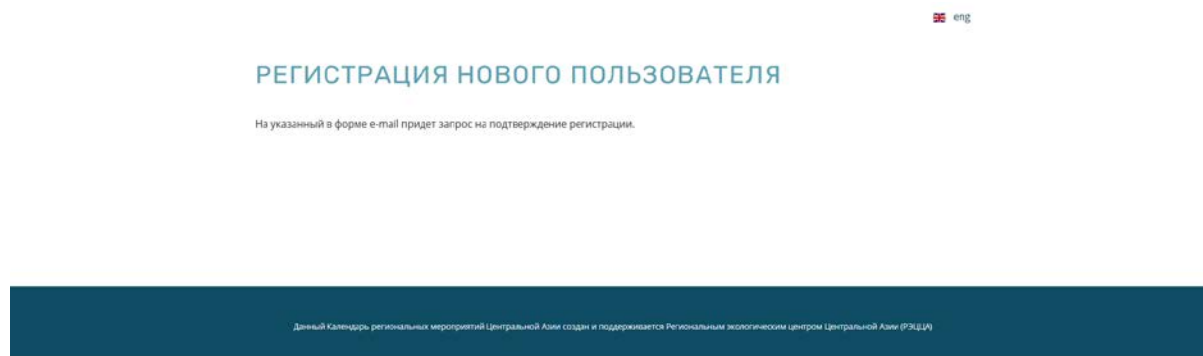 eng
РЕГИСТРАЦИЯ НОВОГО ПОЛЬЗОВАТЕЛЯ
На указанный в форме e-mail придет запрос на подтверждение регистрации.
Данный Календарь региональных мероприятий Центральной Азии создан и поддерживается Региональным экологическим центром Центральной Азии (РЭЦЦА)